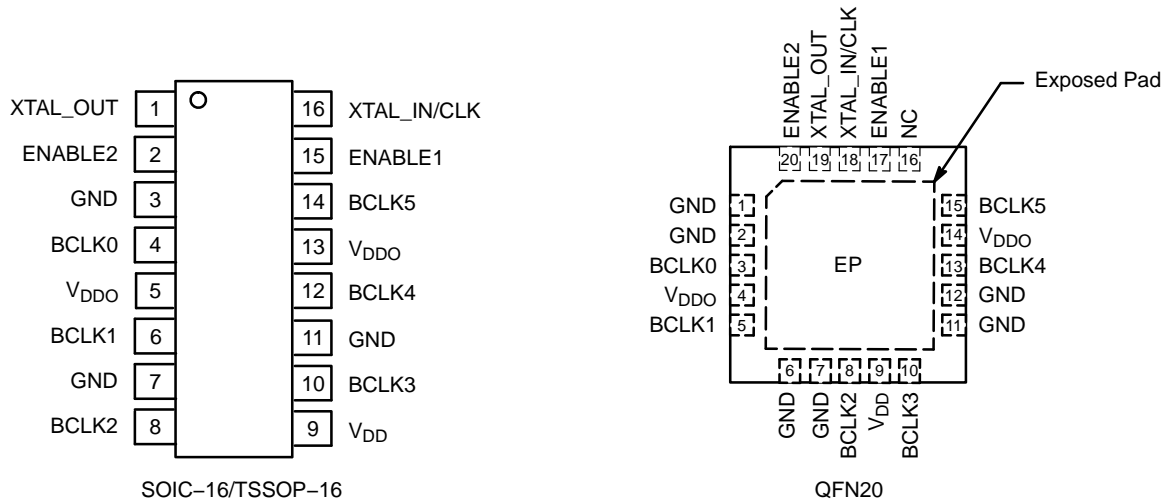 XTAL_OUT 1 16 XTAL_IN/CLK
ENABLE2 2 15 ENABLE1
GND 3 14 BCLK5
BCLK0 4 13 VDDO
VDDO 5 12 BCLK4
BCLK1 6 11 GND
GND 7 10 BCLK3
BCLK2 8 9 VDD
SOIC–16/TSSOP–16
ENABLE2
XTAL_OUT
XTAL_IN/CLK
ENABLE1
NC
Exposed Pad
20 19 18 17 16
GND 1 15 BCLK5
GND 2 14 VDDO
BCLK0 3 EP 13 BCLK4
VDDO 4 12 GND
BCLK1 5 11 GND
6 7 8 9 10
GND
GND
BCLK2
VDD
BCLK3
QFN20